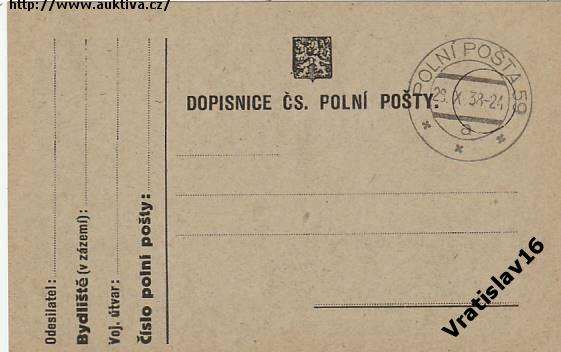 http://www.auktiva.cz/
POLNÍ POŠTA 59
29. X. 38-24
a
DOPISNICE ČS. POLNÍ POŠTY.
Odesílatel:
Bydliště (v zázemí):
Voj. útvar:
Číslo polní pošty:
Vratislav16